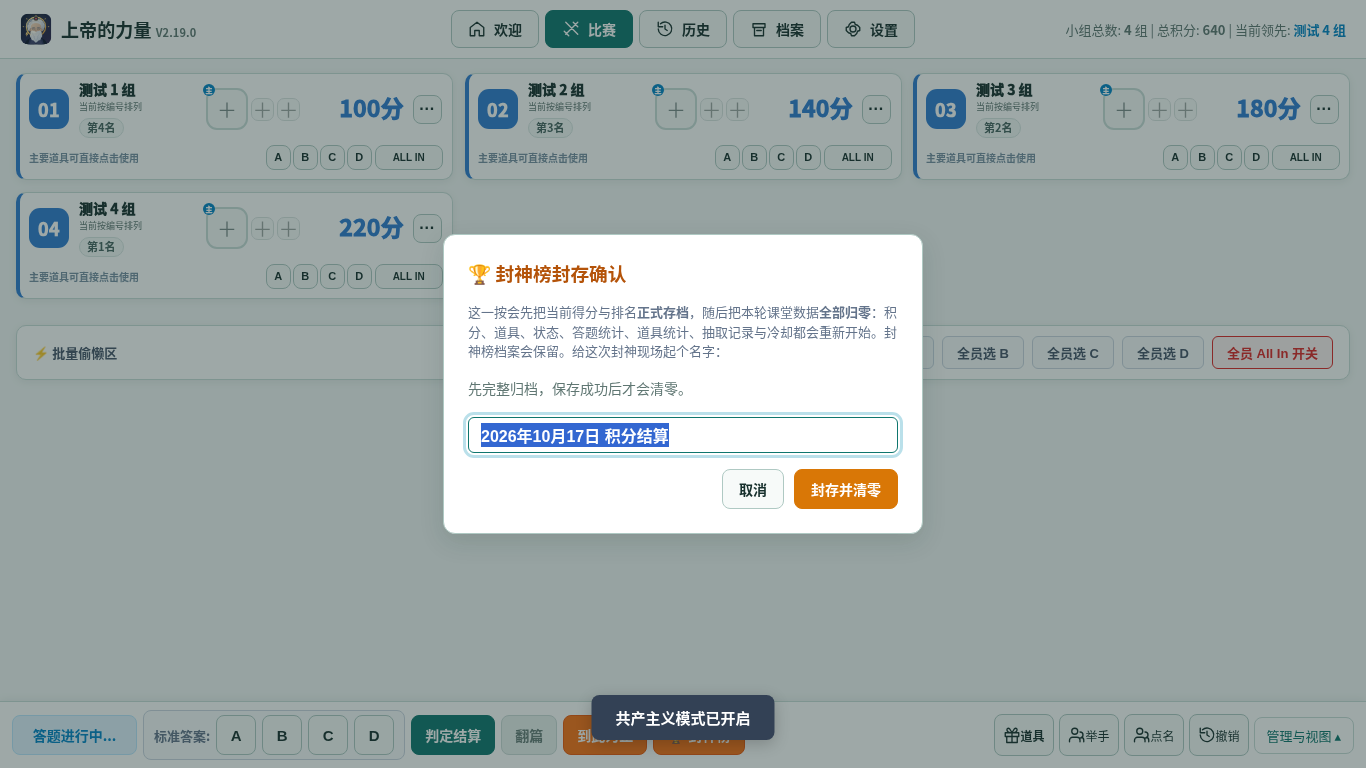 上帝的力量 V2.19.0
欢迎
比赛
历史
档案
设置
小组总数: 4 组 | 总积分: 640 | 当前领先: 测试 4 组
01
测试 1 组
当前按编号排列
第4名
主
100分
...
主要道具可直接点击使用
A B C D ALL IN
02
测试 2 组
当前按编号排列
第3名
主
140分
...
主要道具可直接点击使用
A B C D ALL IN
03
测试 3 组
当前按编号排列
第2名
主
180分
...
主要道具可直接点击使用
A B C D ALL IN
04
测试 4 组
当前按编号排列
第1名
主
220分
...
主要道具可直接点击使用
A B C D ALL IN
⚡ 批量偷懒区
全员选 B
全员选 C
全员选 D
全员 All In 开关
🏆 封神榜封存确认
这一按会先把当前得分与排名正式存档，随后把本轮课堂数据全部归零：积
分、道具、状态、答题统计、道具统计、抽取记录与冷却都会重新开始。封
神榜档案会保留。给这次封神现场起个名字：
先完整归档，保存成功后才会清零。
2026年10月17日 积分结算
取消
封存并清零
共产主义模式已开启
答题进行中...
标准答案:
A B C D
判定结算
翻篇
道具
举手
点名
撤销
管理与视图 ▴